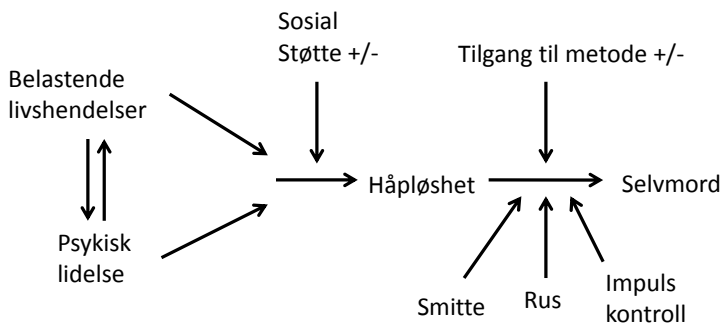 Sosial
Støtte +/-
Tilgang til metode +/-
Belastende
livshendelser
Håpløshet
Selvmord
Psykisk
lidelse
Smitte
Rus
Impuls
kontroll